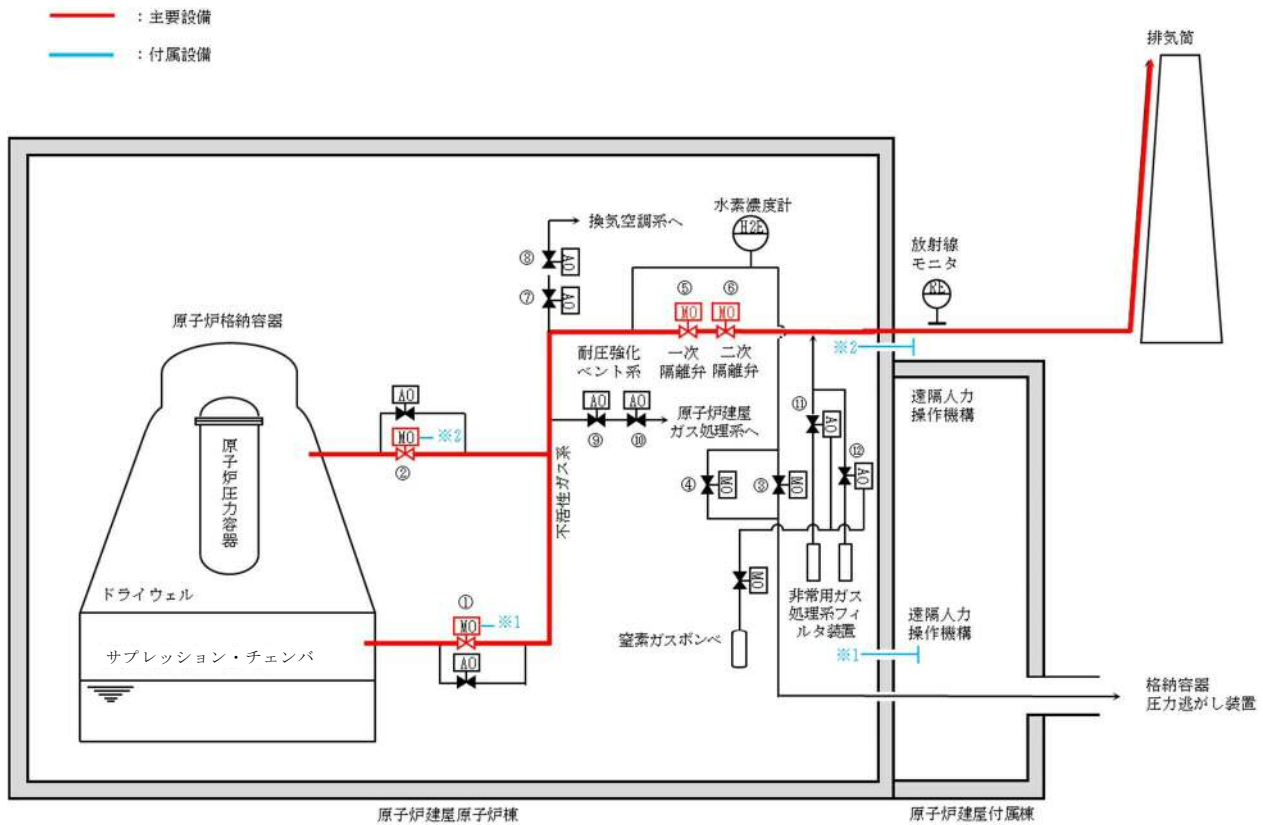 ：主要設備
：付属設備
排気筒
換気空調系へ
水素濃度計
H2E
放射線
モニタ
RE
⑧
AO
⑦
AO
⑤
⑥
MO
MO
原子炉格納容器
耐圧強化
ベント系
一次
隔離弁
二次
隔離弁
※2
遠隔人力
操作機構
AO
MO
※2
②
AO
AO
⑨
⑩
原子炉建屋
ガス処理系へ
⑪
AO
⑫
AO
原子炉圧力容器
不活性ガス系
④
MO
③
MO
ドライウェル
①
MO
※1
AO
サプレッション・チェンバ
MO
窒素ガスボンベ
非常用ガス
処理系フィ
ルタ装置
遠隔人力
操作機構
※1
格納容器
圧力逃がし装置
原子炉建屋原子炉棟
原子炉建屋付属棟